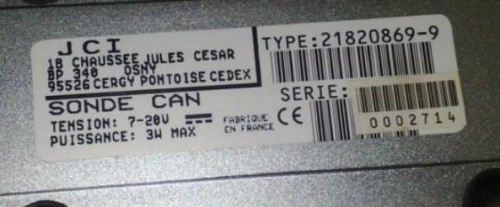 JCI
18 CHAUSSEE JULES CESAR
BP 340 OSNY
95526 CERGY PONTOISE CEDEX
SONDE CAN
TENSION: 7-20V
PUISSANCE: 3W MAX
FABRIQUE
EN FRANCE
CE
TYPE:21820869-9
SERIE:
0002714